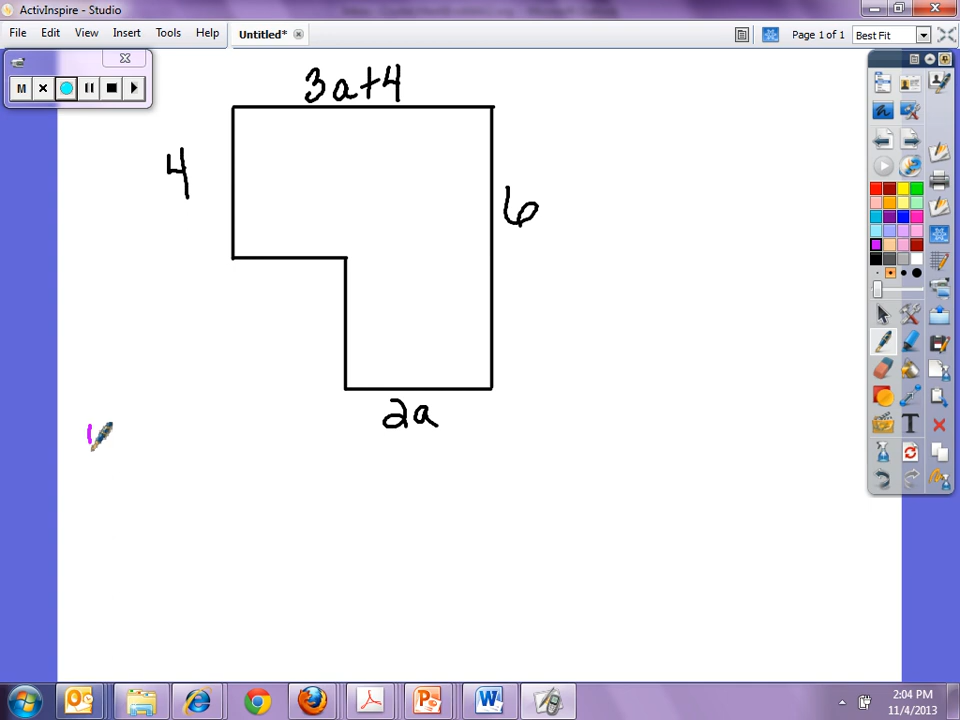 ActivInspire - Studio
File Edit View Insert Tools Help Untitled* Page 1 of 1 Best Fit
M
3a+4
4
6
2a
T
2:04 PM
11/4/2013